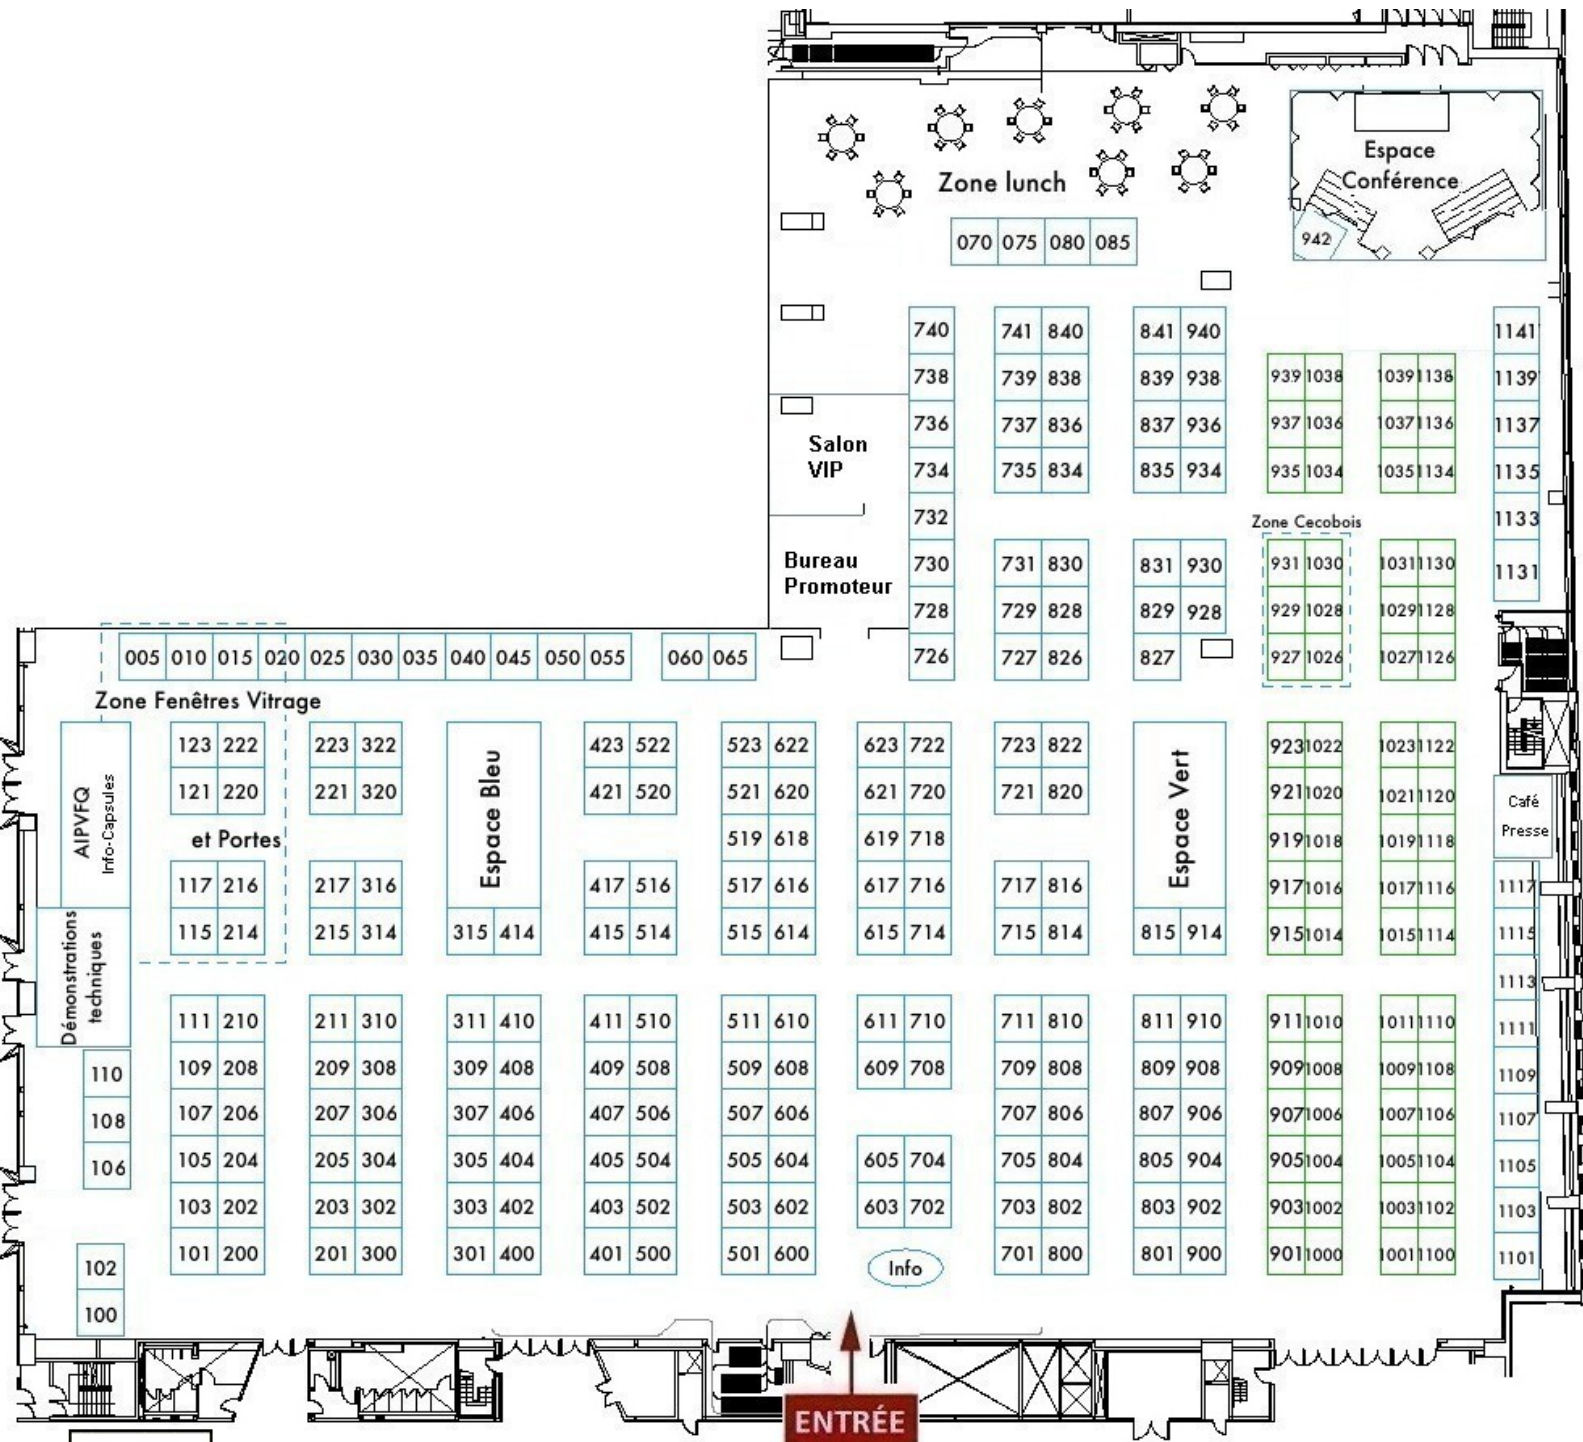 Espace
Conférence
Zone lunch
942
070 075 080 085
740 741 840 841 940 1141
738 739 838 839 938 939 1038 1039 1138 1139
736 737 836 837 936 937 1036 1037 1136 1137
Salon
VIP
734 735 834 835 934 935 1034 1035 1134 1135
732 1133
Zone Cecobois
Bureau
Promoteur
730 731 830 831 930 931 1030 1031 1130 1131
728 729 828 829 928 929 1028 1029 1128
726 727 826 827 927 1026 1027 1126
005 010 015 020 025 030 035 040 045 050 055 060 065
Zone Fenêtres Vitrage
123 222 223 322 423 522 523 622 623 722 723 822 923 1022 1023 1122
121 220 221 320 421 520 521 620 621 720 721 820 921 1020 1021 1120
AIPVFQ
Info-Capsules
Espace Bleu
Espace Vert
Café
Presse
et Portes
519 618 619 718 919 1018 1019 1118
117 216 217 316 417 516 517 616 617 716 717 816 917 1016 1017 1116 1117
115 214 215 314 315 414 415 514 515 614 615 714 715 814 815 914 915 1014 1015 1114 1115
Démonstrations
techniques
1113
111 210 211 310 311 410 411 510 511 610 611 710 711 810 811 910 911 1010 1011 1110 1111
110 109 208 209 308 309 408 409 508 509 608 609 708 709 808 809 908 909 1008 1009 1108 1109
108 107 206 207 306 307 406 407 506 507 606 707 806 807 906 907 1006 1007 1106 1107
106 105 204 205 304 305 404 405 504 505 604 605 704 705 804 805 904 905 1004 1005 1104 1105
103 202 203 302 303 402 403 502 503 602 603 702 703 802 803 902 903 1002 1003 1102 1103
102 101 200 201 300 301 400 401 500 501 600 701 800 801 900 901 1000 1001 1100 1101
Info
100
ENTRÉE